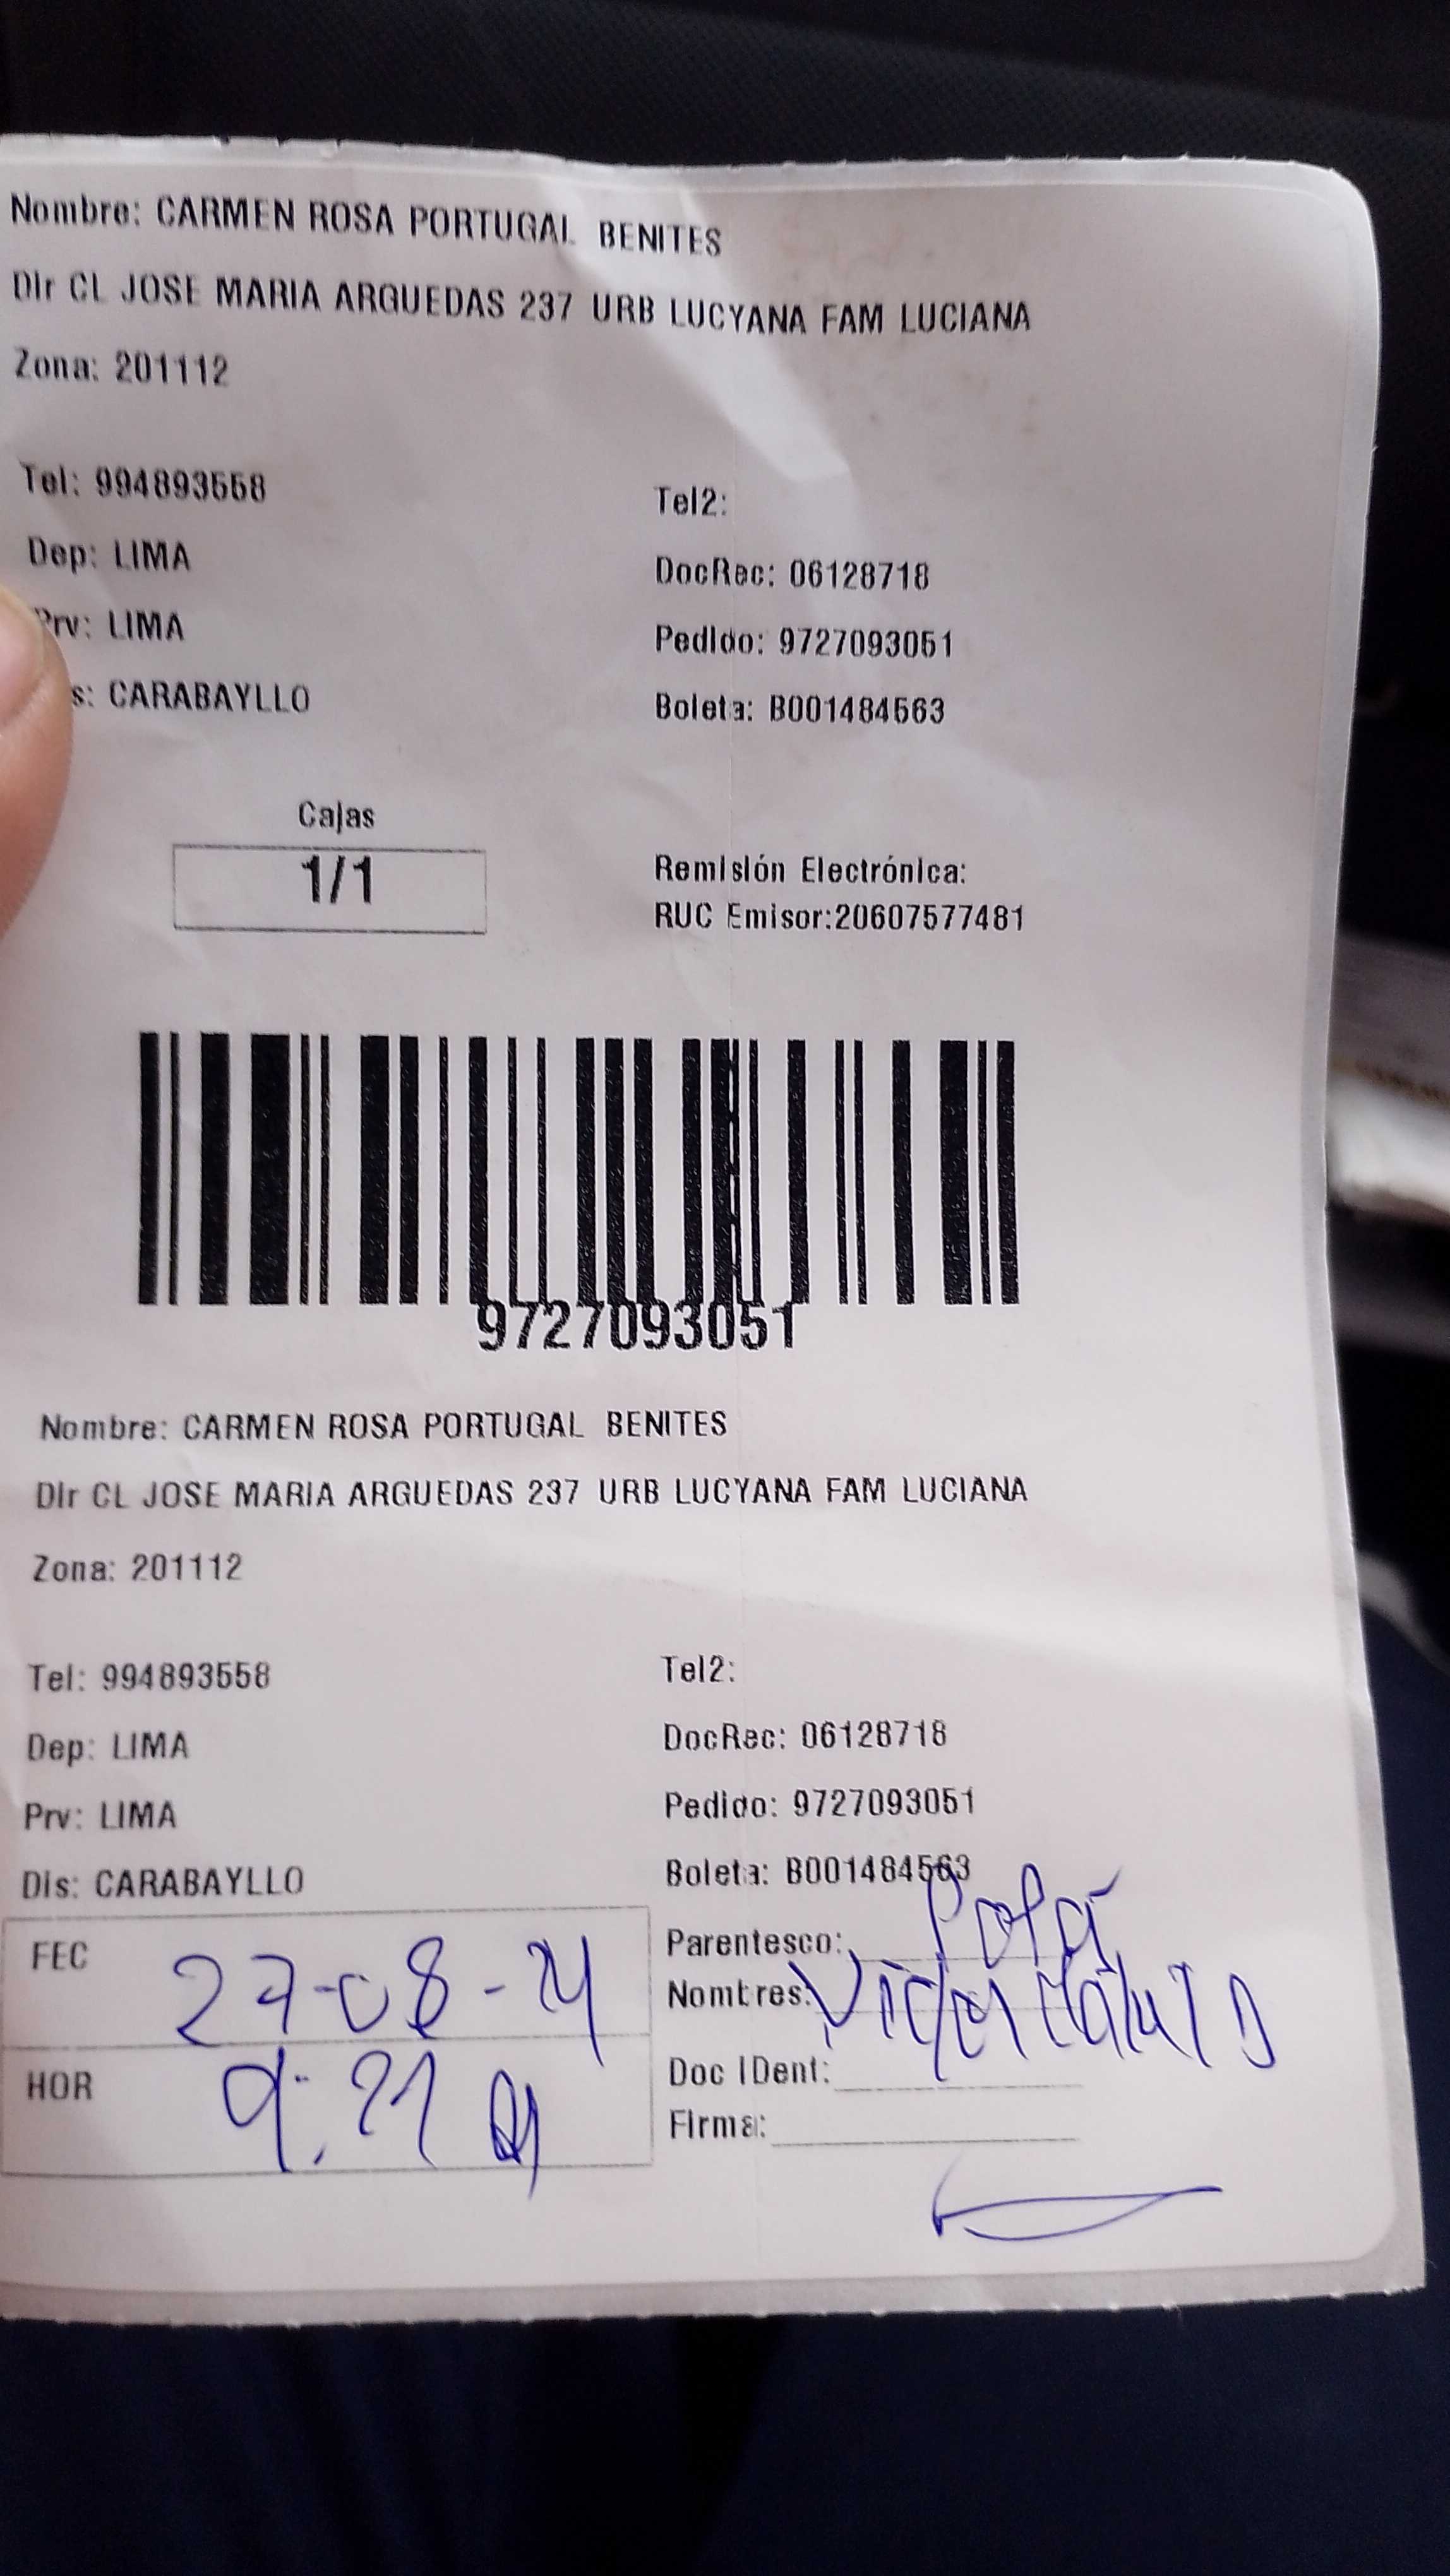 Nombre: CARMEN ROSA PORTUGAL BENITES
Dir CL JOSE MARIA ARGUEDAS 237 URB LUCYANA FAM LUCIANA
Zona: 201112
Tel: 994893558
Tel2:
Dep: LIMA
DocRec: 06128718
Prv: LIMA
Pedido: 9727093051
s: CARABAYLLO
Boleta: B001484563
Cajas
1/1
Remisión Electrónica:
RUC Emisor:20607577481
9727093051
Nombre: CARMEN ROSA PORTUGAL BENITES
Dir CL JOSE MARIA ARGUEDAS 237 URB LUCYANA FAM LUCIANA
Zona: 201112
Tel: 994893558
Tel2:
Dep: LIMA
DocRec: 06128718
Prv: LIMA
Pedido: 9727093051
Dis: CARABAYLLO
Boleta: B001484563
FEC 27-08-24
Parentesco:
Nombres: Victor
HOR
Doc IDent:
Firma: